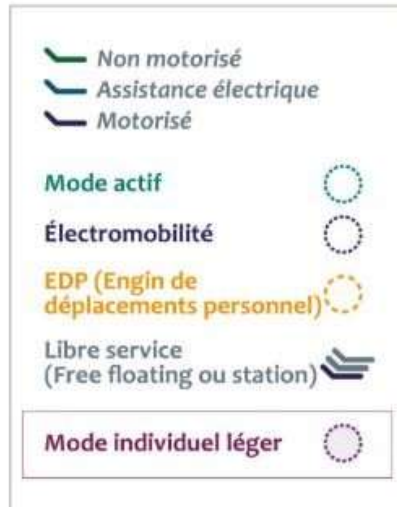 Non motorisé
Assistance électrique
Motorisé
Mode actif
Électromobilité
EDP (Engin de
déplacements personnel)
Libre service
(Free floating ou station)
Mode individuel léger